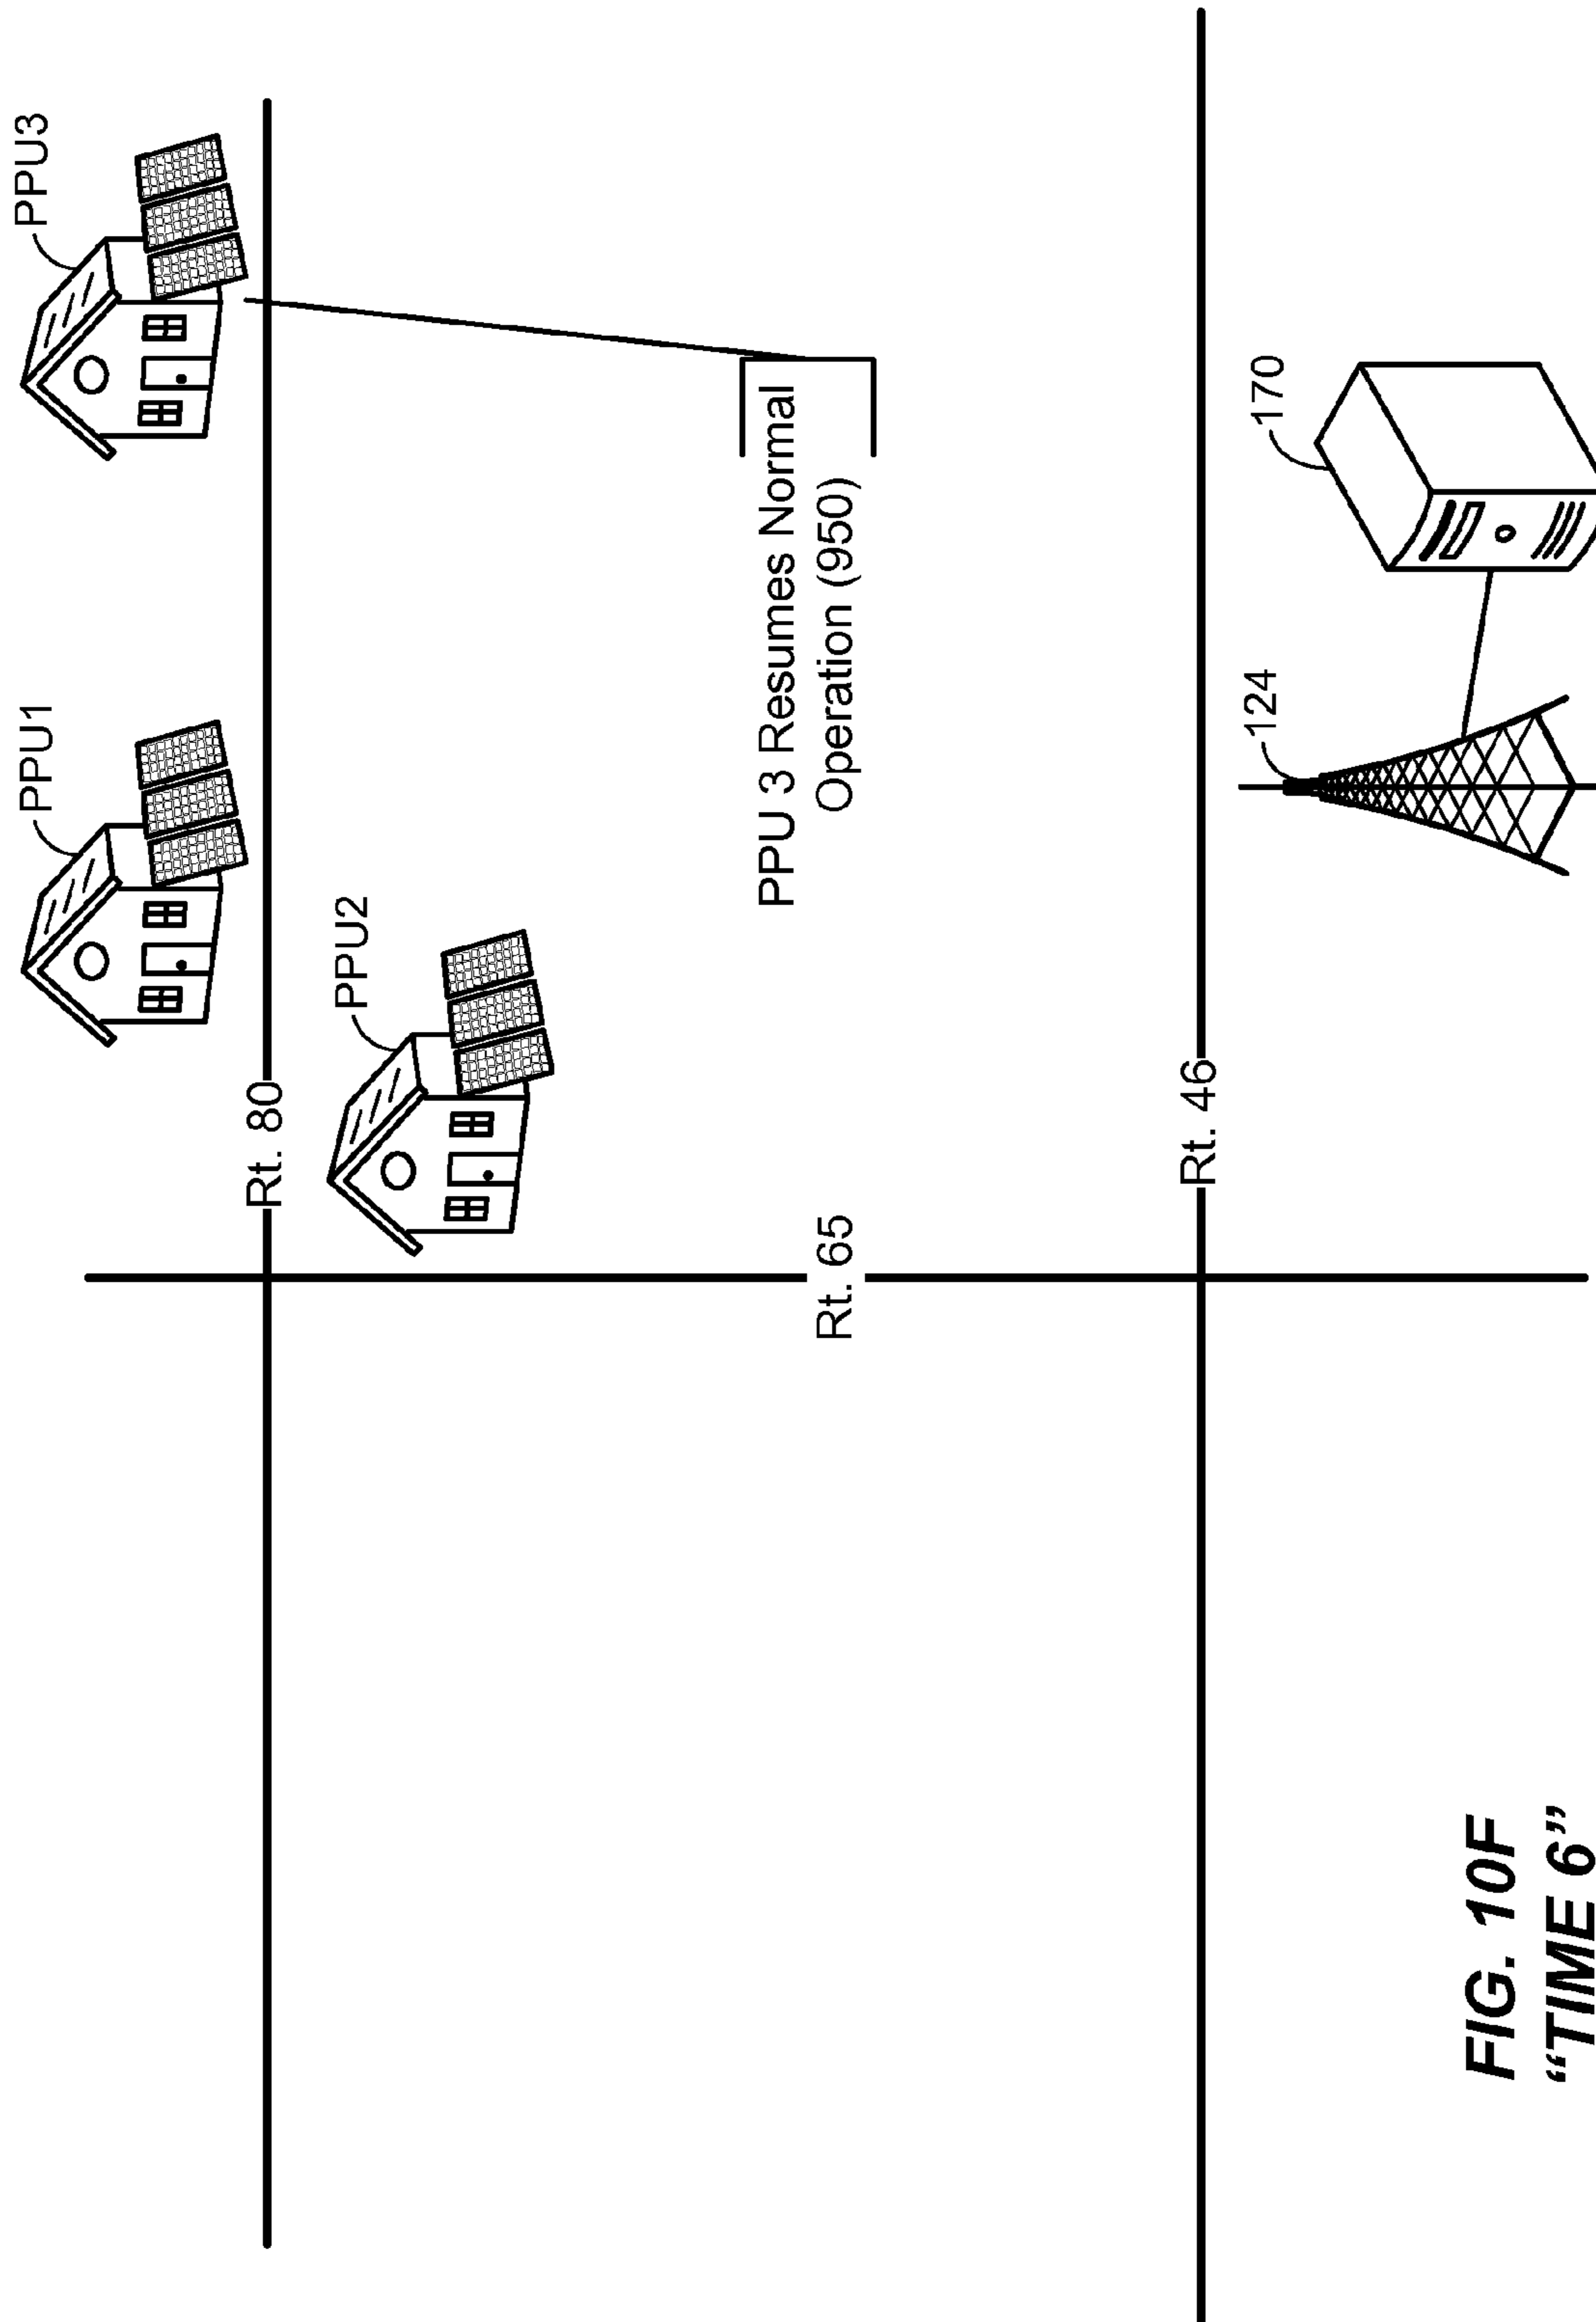 PPU1
PPU3
Rt. 80
PPU2
PPU 3 Resumes Normal
Operation (950)
Rt. 65
Rt. 46
124
170
FIG. 10F
“TIME 6”